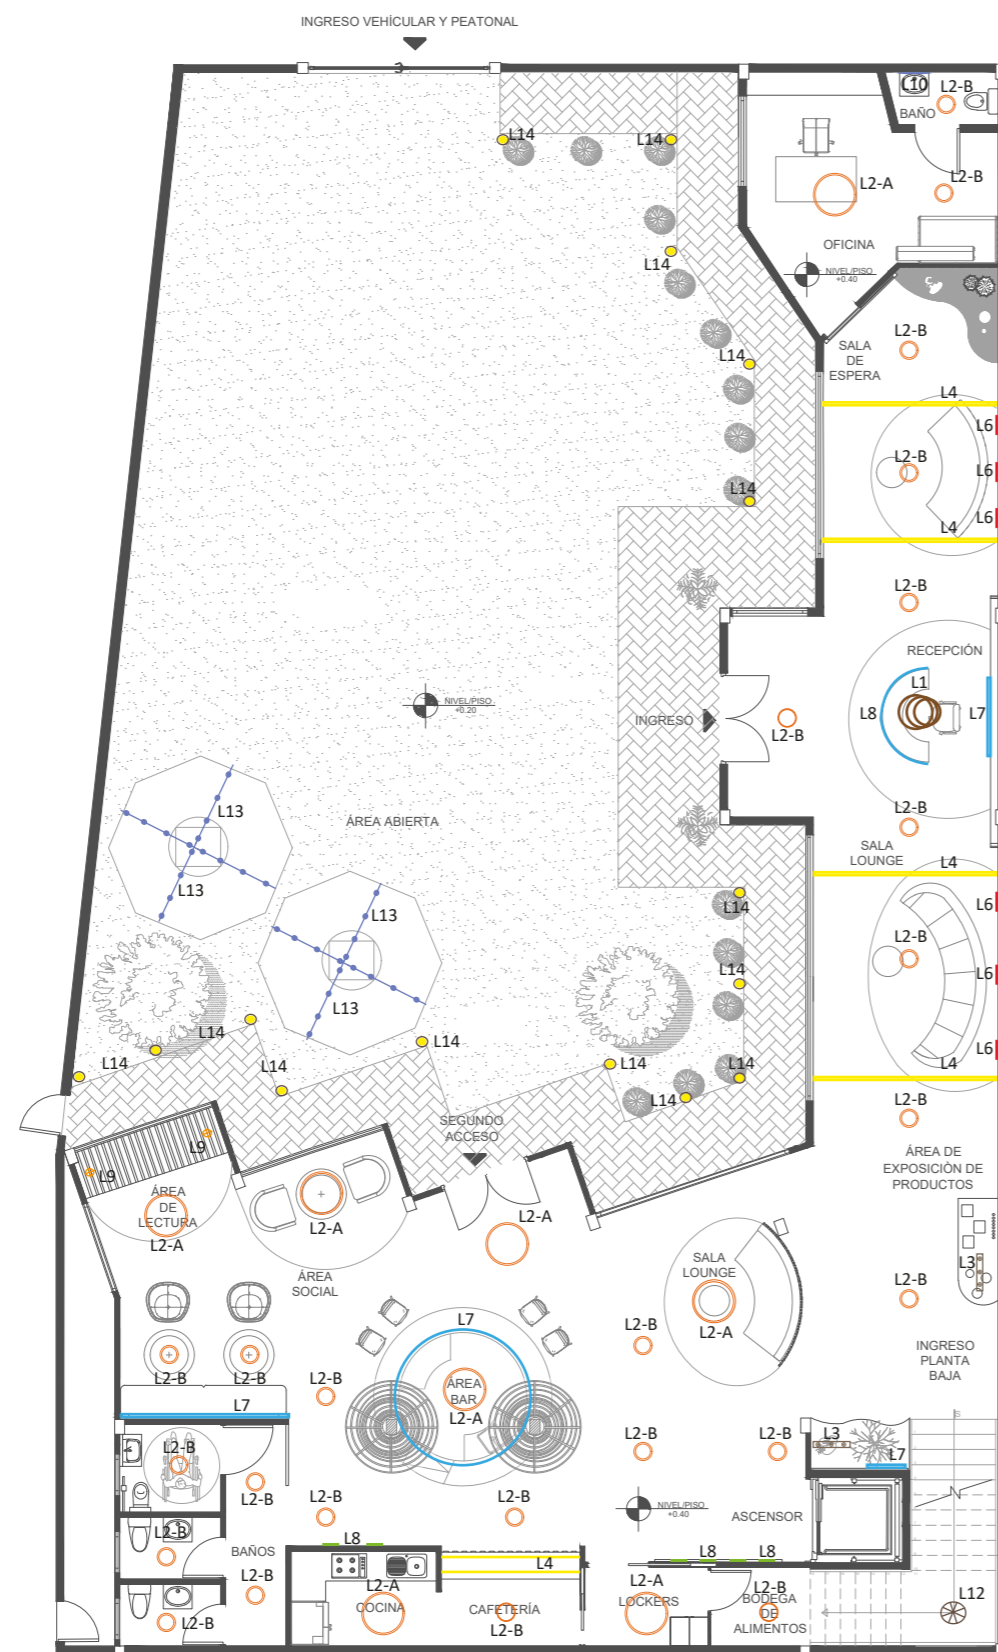 INGRESO VEHÍCULAR Y PEATONAL
L10
L2-B
BAÑO
L14
L14
L2-A
L2-B
OFICINA
L14
NIVEL/PISO
+0.40
L2-B
SALA
DE
ESPERA
L14
L4
L6
L2-B
L6
L14
L6
L4
L2-B
RECEPCIÓN
L1
L8
L7
INGRESO
L2-B
NIVEL/PISO
+0.20
L13
ÁREA ABIERTA
L2-B
SALA
LOUNGE
L4
L13
L13
L14
L6
L2-B
L14
L6
L13
L14
L14
L14
L14
L14
L14
L14
L14
L6
L4
L2-B
SEGUNDO
ACCESO
L9
L9
ÁREA DE
EXPOSICIÒN DE
PRODUCTOS
ÁREA
DE
LECTURA
L2-A
L2-A
L2-A
SALA
LOUNGE
L3
ÁREA
SOCIAL
L2-B
L7
L2-B
L2-A
INGRESO
PLANTA
BAJA
L2-B
L2-B
ÁREA
BAR
L2-A
L7
L2-B
L2-B
L2-B
L2-B
L3
L7
L2-B
L2-B
L2-B
NIVEL/PISO
+0.40
ASCENSOR
L2-B
BAÑOS
L8
L4
L8
L8
L2-B
L2-A
COCINA
CAFETERÍA
L2-B
L2-A
LOCKERS
L2-B
BODEGA
DE
ALIMENTOS
L12
L2-B